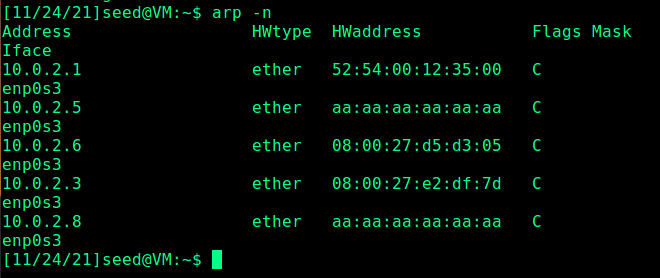 [11/24/21]seed@VM:~$ arp -n
Address                  HWtype  HWaddress           Flags Mask
Iface
10.0.2.1                 ether   52:54:00:12:35:00   C
enp0s3
10.0.2.5                 ether   aa:aa:aa:aa:aa:aa   C
enp0s3
10.0.2.6                 ether   08:00:27:d5:d3:05   C
enp0s3
10.0.2.3                 ether   08:00:27:e2:df:7d   C
enp0s3
10.0.2.8                 ether   aa:aa:aa:aa:aa:aa   C
enp0s3
[11/24/21]seed@VM:~$